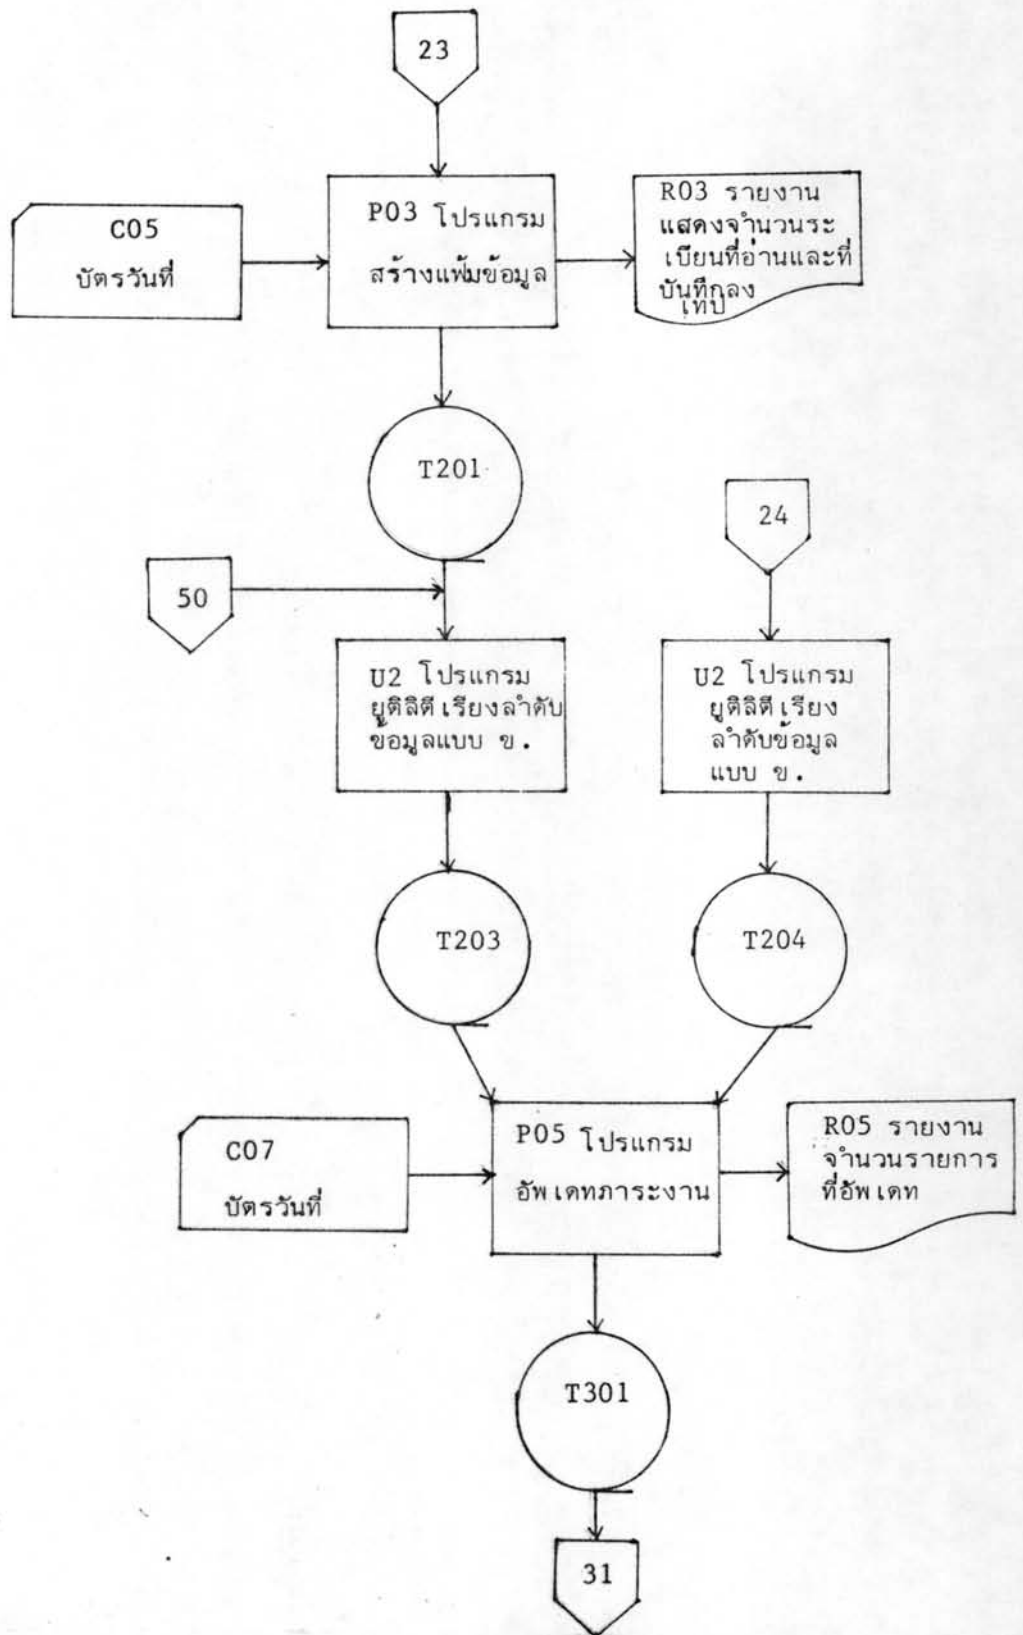 23
C05
บัตรวันที่
P03 โปรแกรม
สร้างแฟ้มข้อมูล
R03 รายงาน
แสดงจำนวนระ
เบียนที่อ่านและที่
บันทึกลง
เทป
T201
50
24
U2 โปรแกรม
ยูติลิตี เรียงลำดับ
ข้อมูลแบบ ข.
U2 โปรแกรม
ยูติลิตี เรียง
ลำดับข้อมูล
แบบ ข.
T203
T204
C07
บัตรวันที่
P05 โปรแกรม
อัพเดทภาระงาน
R05 รายงาน
จำนวนรายการ
ที่อัพเดท
T301
31